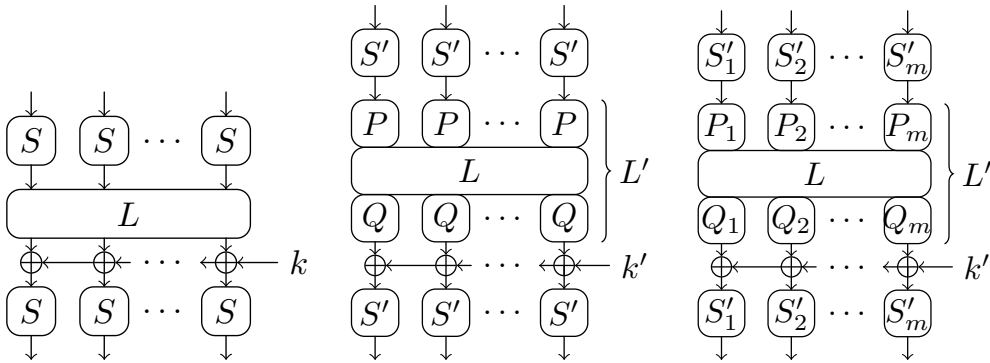 S S ⋯ S
L
⋯ k
S S ⋯ S
S′ S′ ⋯ S′
P P ⋯ P
L L′
Q Q ⋯ Q
⋯ k′
S′ S′ ⋯ S′
S′₁ S′₂ ⋯ S′ₘ
P₁ P₂ ⋯ Pₘ
L L′
Q₁ Q₂ ⋯ Qₘ
⋯ k′
S′₁ S′₂ ⋯ S′ₘ